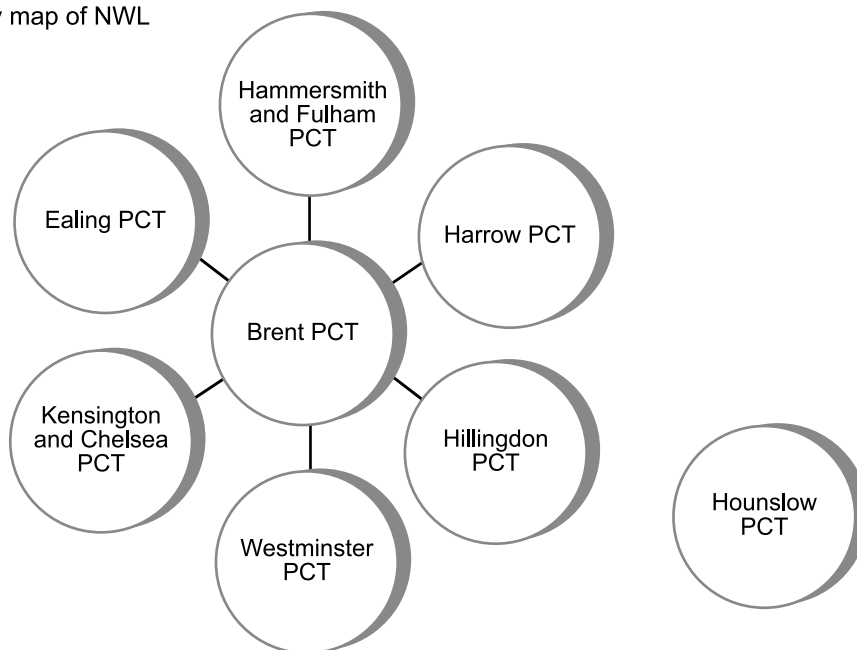 map of NWL
Hammersmith
and Fulham
PCT
Ealing PCT
Harrow PCT
Brent PCT
Kensington
and Chelsea
PCT
Hillingdon
PCT
Hounslow
PCT
Westminster
PCT